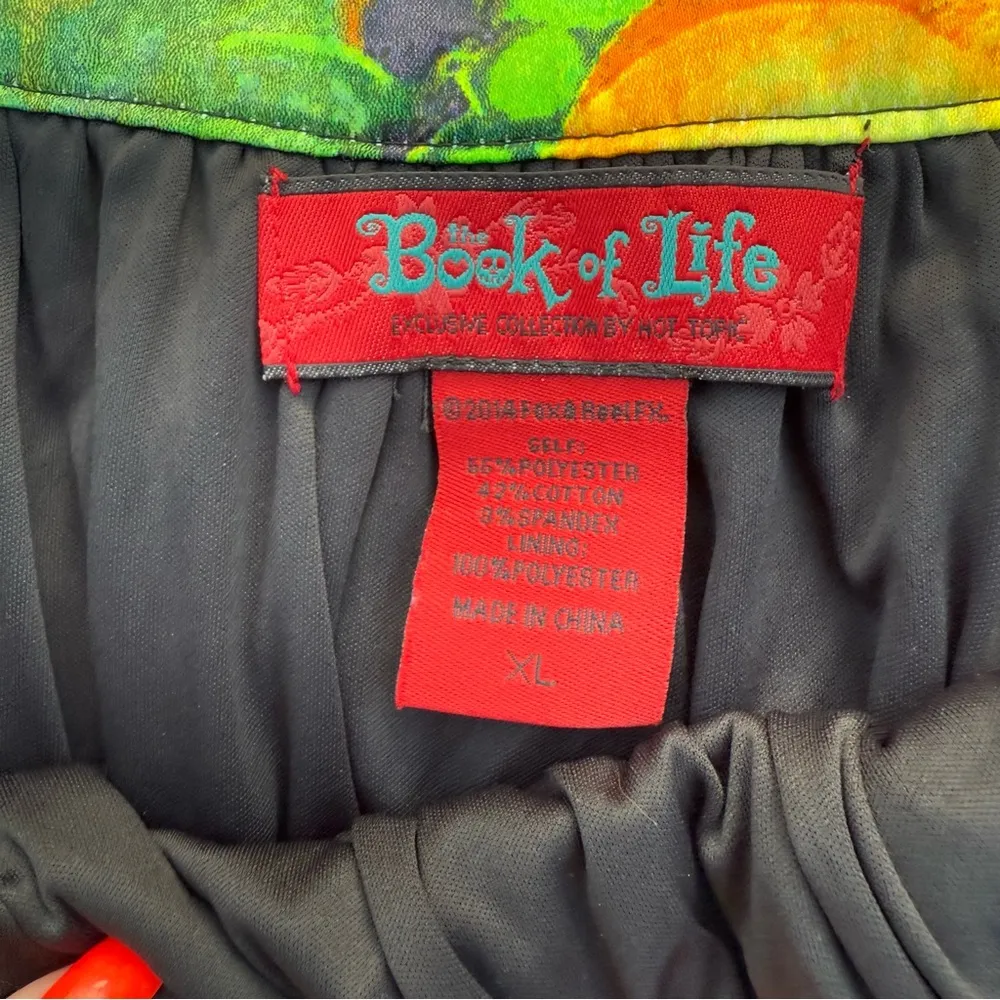 the
Book of Life
EXCLUSIVE COLLECTION BY HOT TOPIC
© 2014 Fox & ReelFX.
SELF:
55% POLYESTER
42% COTTON
3% SPANDEX
LINING:
100% POLYESTER
MADE IN CHINA
XL